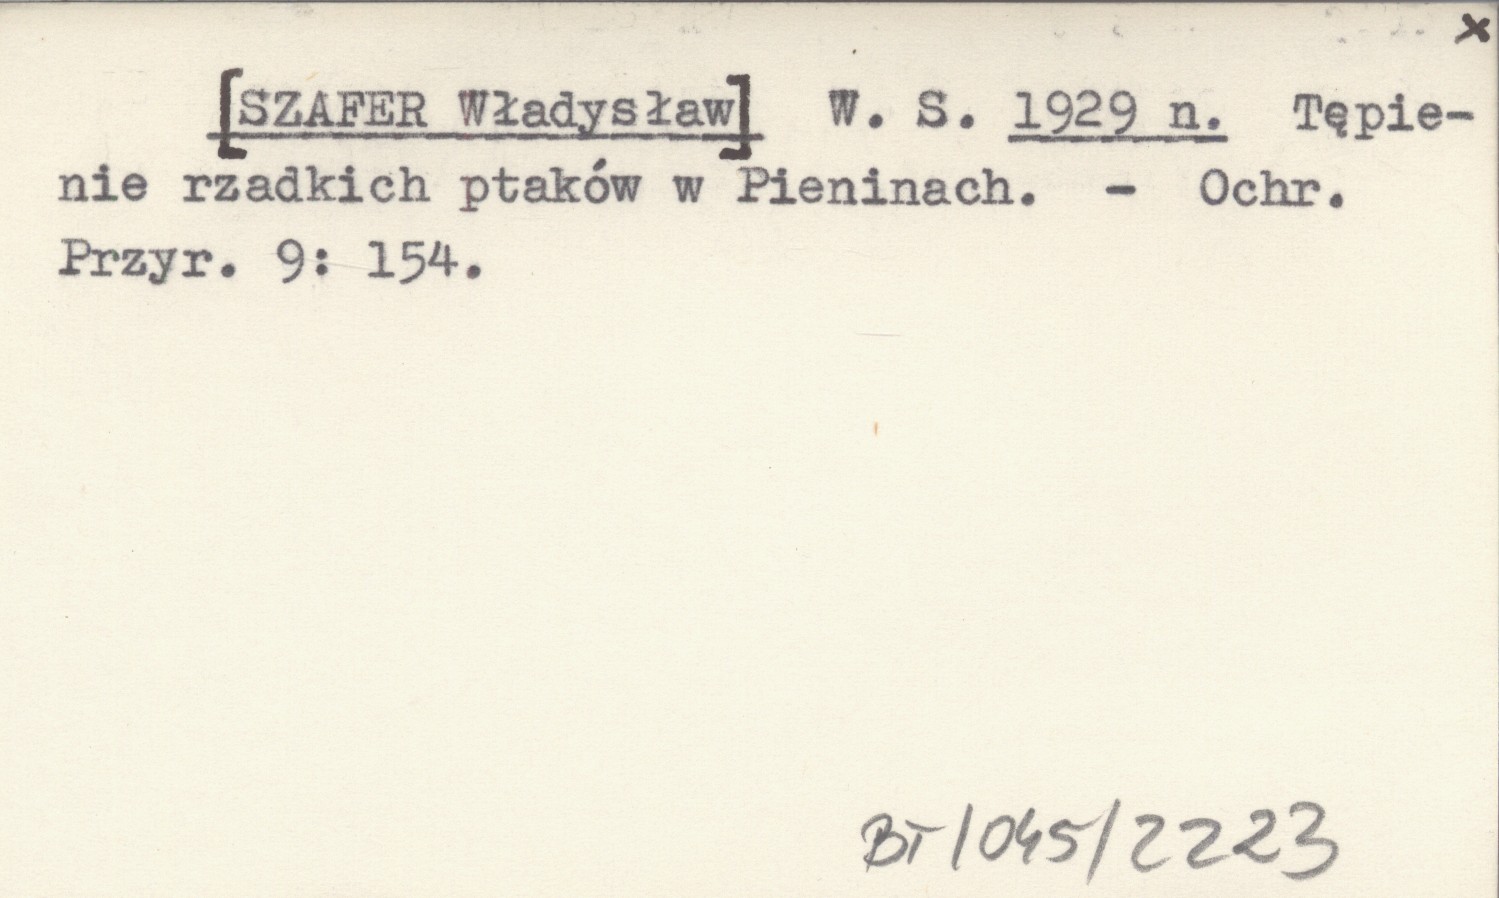 x
[SZAFER Władysław] W. S. 1929 n. Tępie-
nie rzadkich ptaków w Pieninach. - Ochr.
Przyr. 9: 154.
BT/045/2223